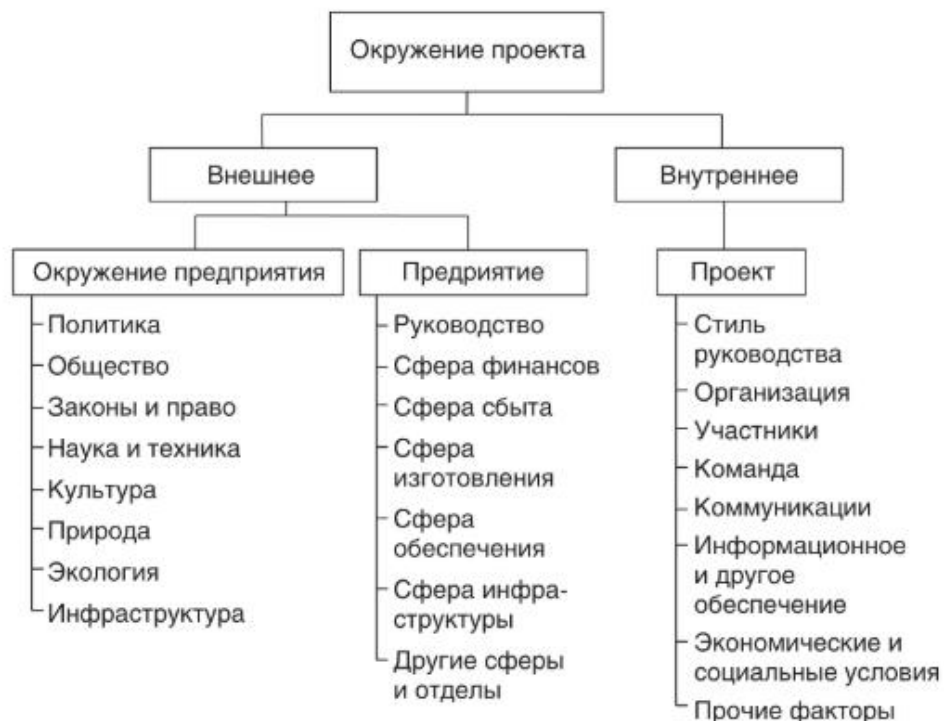 Окружение проекта
Внешнее
Внутреннее
Окружение предприятия
Политика
Общество
Законы и право
Наука и техника
Культура
Природа
Экология
Инфраструктура
Предриятие
Руководство
Сфера финансов
Сфера сбыта
Сфера
изготовления
Сфера
обеспечения
Сфера инфра-
структуры
Другие сферы
и отделы
Проект
Стиль
руководства
Организация
Участники
Команда
Коммуникации
Информационное
и другое
обеспечение
Экономические и
социальные условия
Прочие факторы